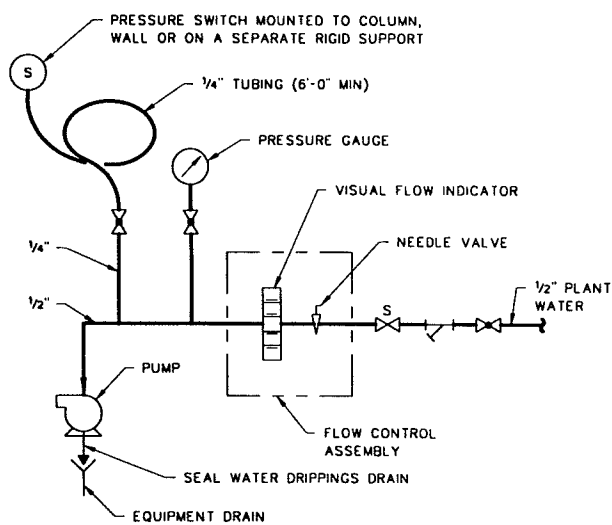 PRESSURE SWITCH MOUNTED TO COLUMN,
WALL OR ON A SEPARATE RIGID SUPPORT
S
1/4" TUBING (6'-0" MIN)
PRESSURE GAUGE
VISUAL FLOW INDICATOR
NEEDLE VALVE
1/4"
1/2" PLANT
WATER
1/2"
S
PUMP
FLOW CONTROL
ASSEMBLY
SEAL WATER DRIPPINGS DRAIN
EQUIPMENT DRAIN